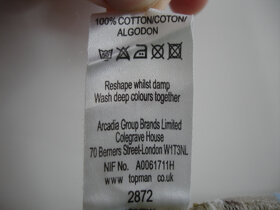 100% COTTON/COTON/
ALGODON
Reshape whilst damp
Wash deep colours together
Arcadia Group Brands Limited
Colegrave House
70 Berners Street-London W1T3NL
NIF No. A0061711H
www.topman.co.uk
2872